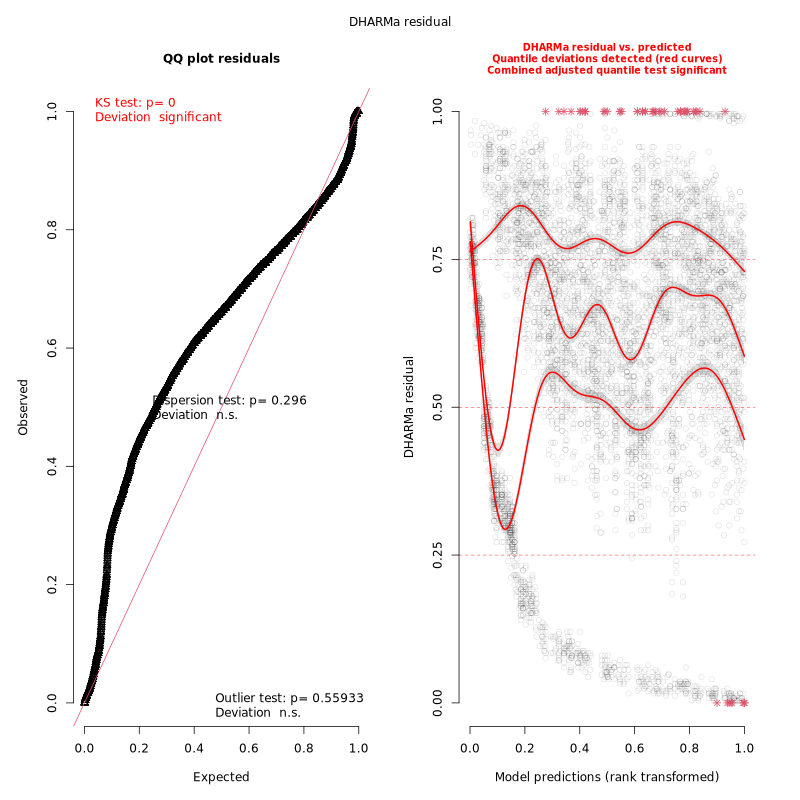 DHARMa residual
QQ plot residuals
KS test: p= 0
Deviation significant
Dispersion test: p= 0.296
Deviation n.s.
Outlier test: p= 0.55933
Deviation n.s.
Observed
0.0 0.2 0.4 0.6 0.8 1.0
0.0 0.2 0.4 0.6 0.8 1.0
Expected
DHARMa residual vs. predicted
Quantile deviations detected (red curves)
Combined adjusted quantile test significant
DHARMa residual
0.00 0.25 0.50 0.75 1.00
0.0 0.2 0.4 0.6 0.8 1.0
Model predictions (rank transformed)